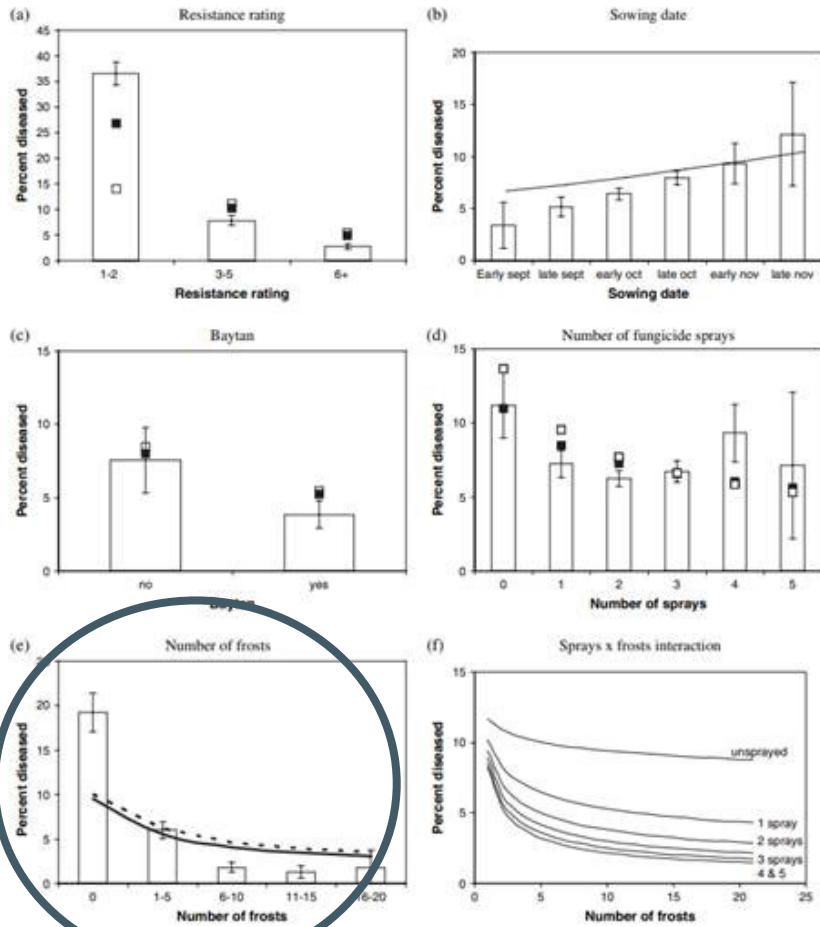 (a) Resistance rating
Percent diseased
45
40
35
30
25
20
15
10
5
0
1-2 3-5 6+
Resistance rating
(b) Sowing date
Percent diseased
20
15
10
5
0
Early sept late sept early oct late oct early nov late nov
Sowing date
(c) Baytan
Percent diseased
15
10
5
0
no yes
(d) Number of fungicide sprays
Percent diseased
15
10
5
0
0 1 2 3 4 5
Number of sprays
(e) Number of frosts
Percent diseased
20
15
10
5
0
0 1-5 6-10 11-15 16-20
Number of frosts
(f) Sprays x frosts interaction
Percent diseased
15
10
5
0
unsprayed
1 spray
2 sprays
3 sprays
4 & 5
0 5 10 15 20 25
Number of frosts